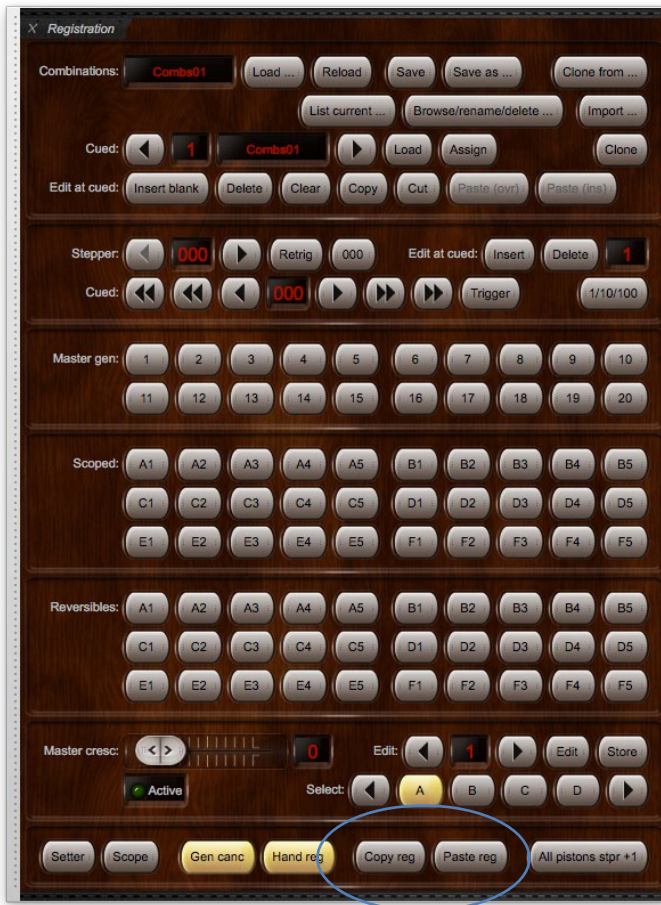 X Registration
Combinations: Combs01 Load ... Reload Save Save as ... Clone from ...
List current ... Browse/rename/delete ... Import ...
Cued: 1 Combs01 Load Assign Clone
Edit at cued: Insert blank Delete Clear Copy Cut Paste (ovr) Paste (ins)
Stepper: 000 Retrig 000 Edit at cued: Insert Delete 1
Cued: 000 Trigger 1/10/100
Master gen: 1 2 3 4 5 6 7 8 9 10
11 12 13 14 15 16 17 18 19 20
Scoped: A1 A2 A3 A4 A5 B1 B2 B3 B4 B5
C1 C2 C3 C4 C5 D1 D2 D3 D4 D5
E1 E2 E3 E4 E5 F1 F2 F3 F4 F5
Reversibles: A1 A2 A3 A4 A5 B1 B2 B3 B4 B5
C1 C2 C3 C4 C5 D1 D2 D3 D4 D5
E1 E2 E3 E4 E5 F1 F2 F3 F4 F5
Master cresc: 0 Edit: 1 Edit Store
Active Select: A B C D
Setter Scope Gen canc Hand reg Copy reg Paste reg All pistons stpr +1